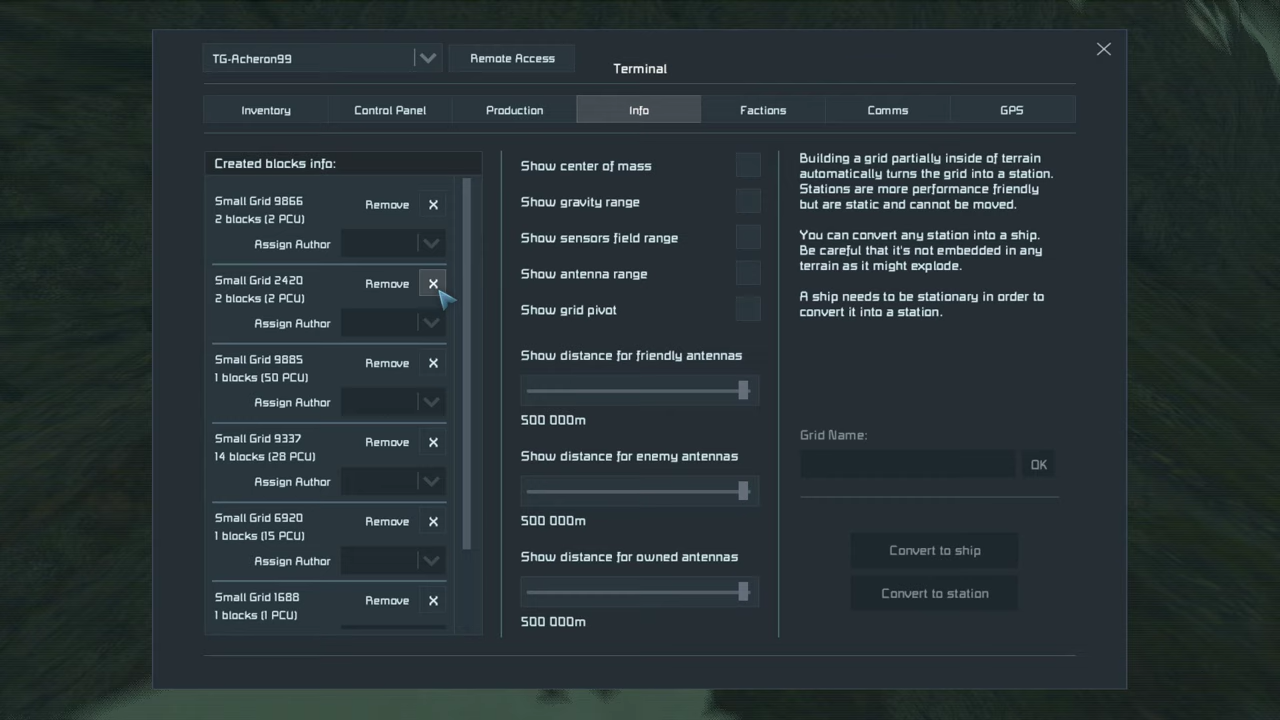 TG-Acheron99
Remote Access
Terminal
Inventory
Control Panel
Production
Info
Factions
Comms
GPS
Created blocks info:
Small Grid 9866
2 blocks (2 PCU)
Remove
X
Assign Author
Small Grid 2420
2 blocks (2 PCU)
Remove
X
Assign Author
Small Grid 9885
1 blocks (50 PCU)
Remove
X
Assign Author
Small Grid 9337
14 blocks (28 PCU)
Remove
X
Assign Author
Small Grid 6920
1 blocks (15 PCU)
Remove
X
Assign Author
Small Grid 1688
1 blocks (1 PCU)
Remove
X
Show center of mass
Show gravity range
Show sensors field range
Show antenna range
Show grid pivot
Show distance for friendly antennas
500 000m
Show distance for enemy antennas
500 000m
Show distance for owned antennas
500 000m
Building a grid partially inside of terrain
automatically turns the grid into a station.
Stations are more performance friendly
but are static and cannot be moved.
You can convert any station into a ship.
Be careful that it's not embedded in any
terrain as it might explode.
A ship needs to be stationary in order to
convert it into a station.
Grid Name:
OK
Convert to ship
Convert to station